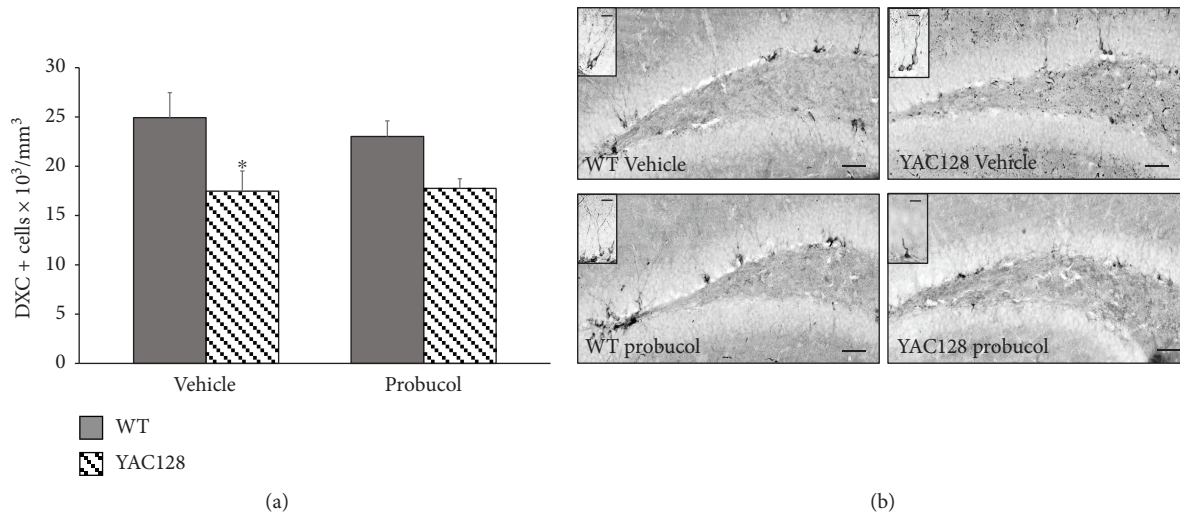 30
25
20
15
10
5
0
DXC + cells × 10³/mm³
*
Vehicle
Probucol
WT
YAC128
(a)
WT Vehicle
YAC128 Vehicle
WT probucol
YAC128 probucol
(b)